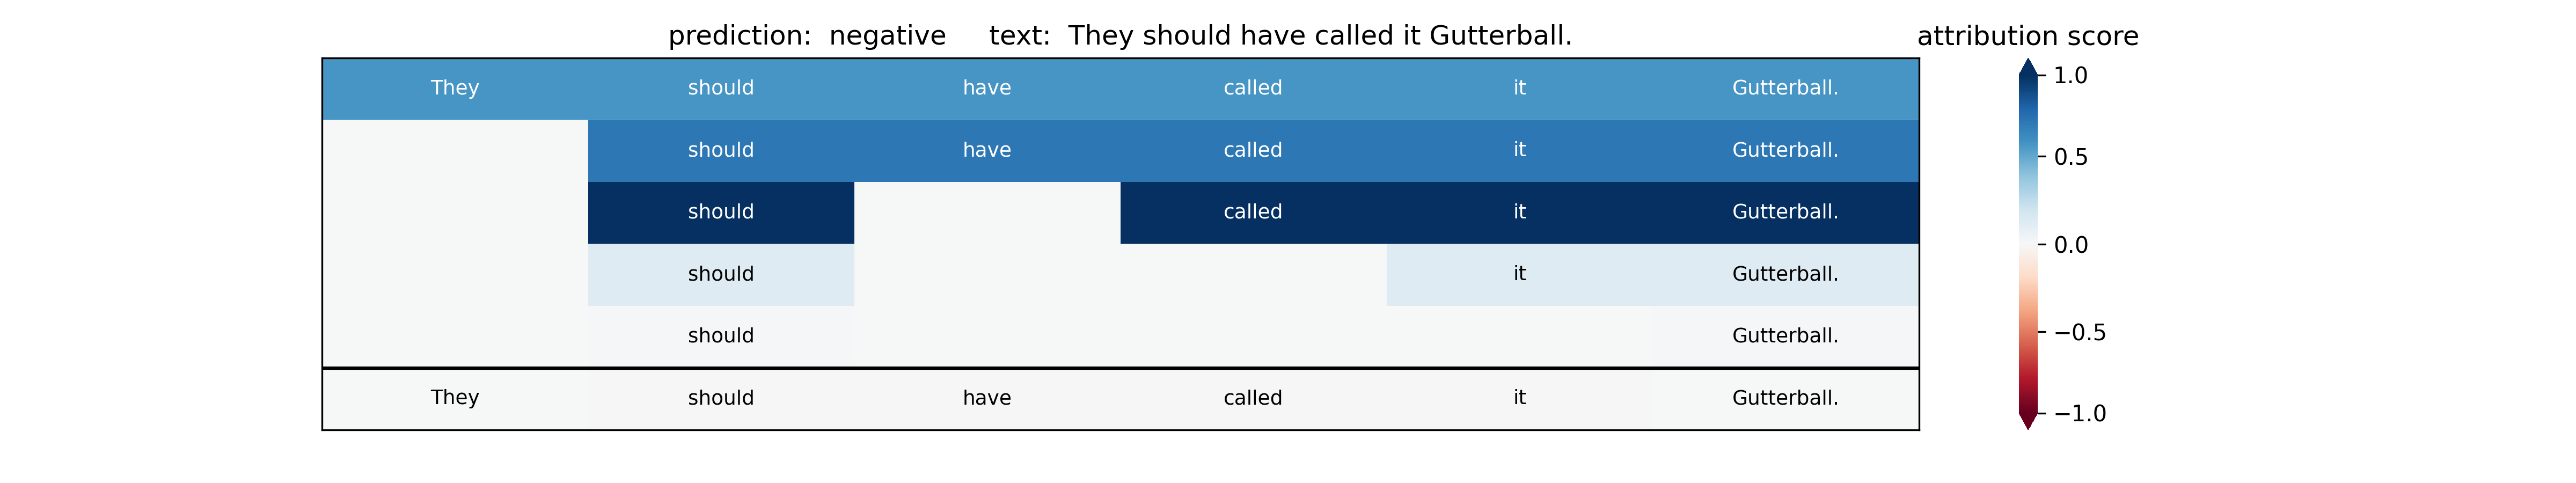 prediction:  negative     text:  They should have called it Gutterball.
attribution score
They should have called it Gutterball.
should have called it Gutterball.
should called it Gutterball.
should it Gutterball.
should Gutterball.
They should have called it Gutterball.
1.0
0.5
0.0
−0.5
−1.0